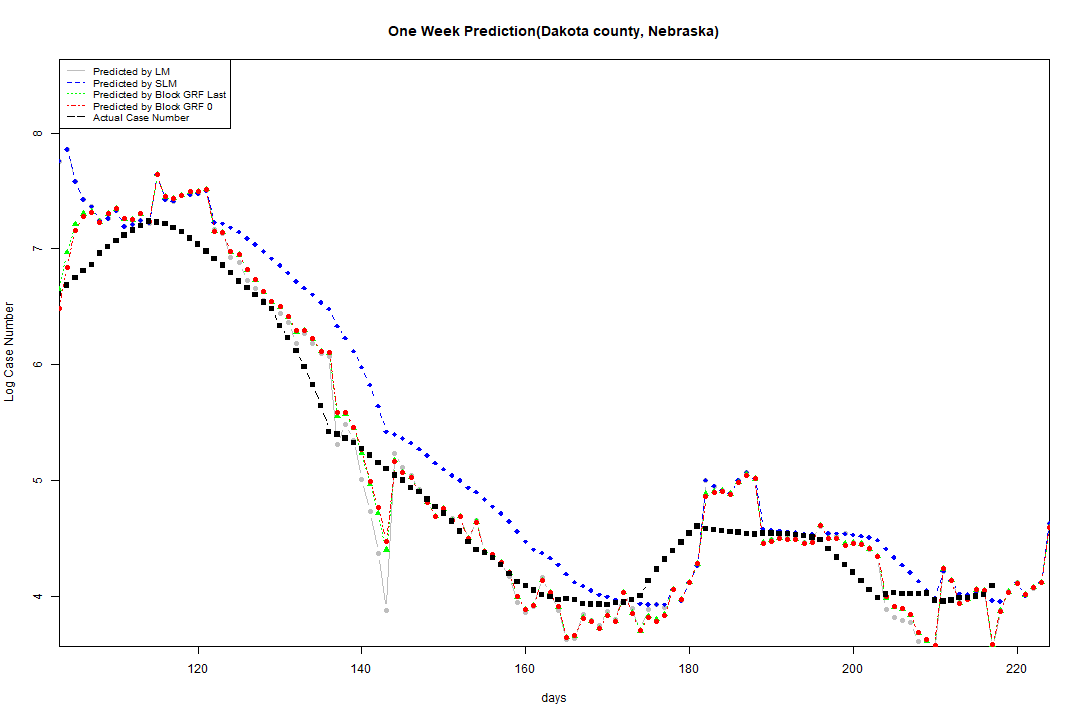 One Week Prediction(Dakota county, Nebraska)
Predicted by LM
Predicted by SLM
Predicted by Block GRF Last
Predicted by Block GRF 0
Actual Case Number
8
7
6
5
4
Log Case Number
120 140 160 180 200 220
days